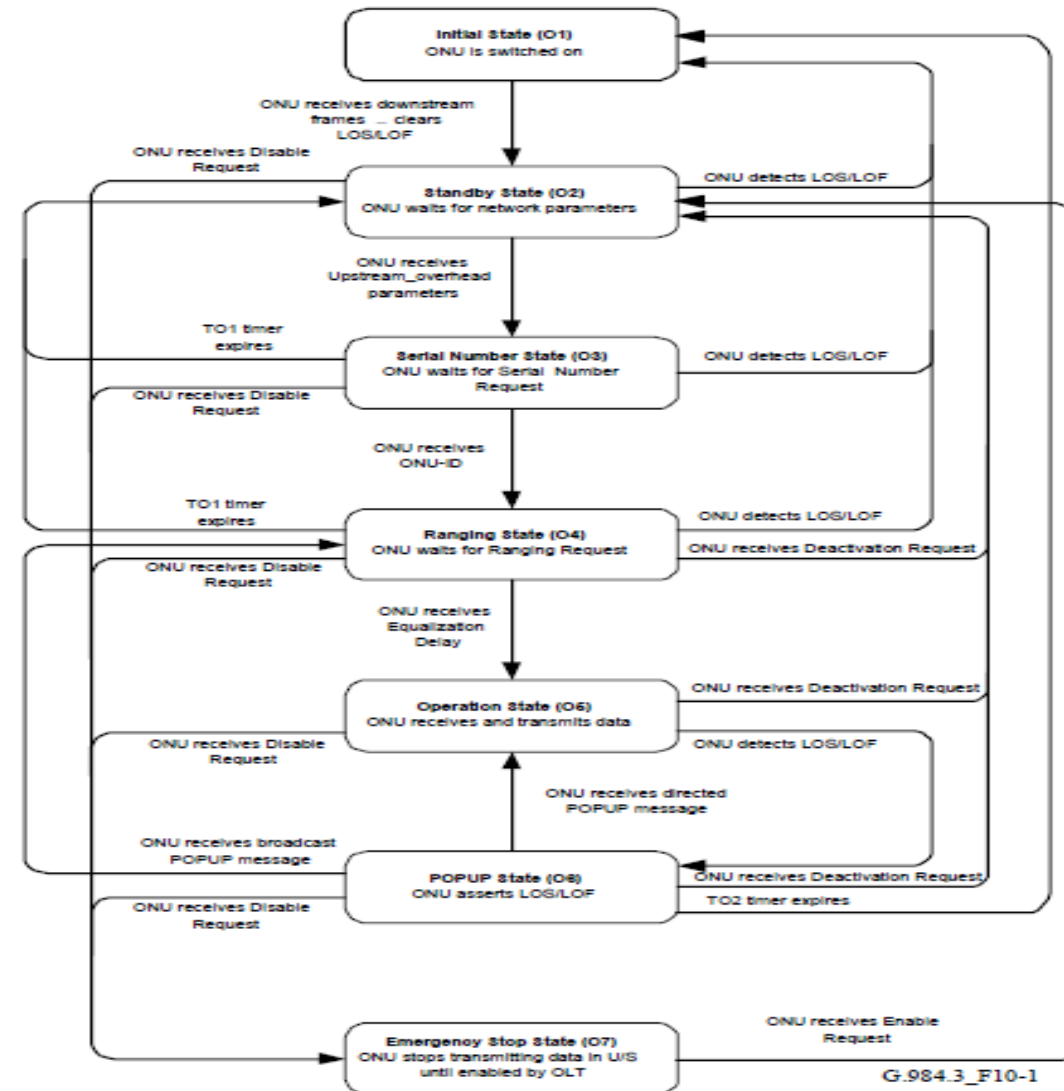 Initial State (O1)
ONU is switched on
ONU receives downstream
frames ... clears
LOS/LOF
ONU receives Disable
Request
Standby State (O2)
ONU waits for network parameters
ONU detects LOS/LOF
ONU receives
Upstream_overhead
parameters
TO1 timer
expires
Serial Number State (O3)
ONU waits for Serial Number
Request
ONU detects LOS/LOF
ONU receives Disable
Request
ONU receives
ONU-ID
TO1 timer
expires
Ranging State (O4)
ONU waits for Ranging Request
ONU detects LOS/LOF
ONU receives Deactivation Request
ONU receives Disable
Request
ONU receives
Equalization
Delay
Operation State (O5)
ONU receives and transmits data
ONU receives Deactivation Request
ONU receives Disable
Request
ONU detects LOS/LOF
ONU receives directed
POPUP message
ONU receives broadcast
POPUP message
POPUP State (O6)
ONU asserts LOS/LOF
ONU receives Deactivation Request
ONU receives Disable
Request
TO2 timer expires
Emergency Stop State (O7)
ONU stops transmitting data in U/S
until enabled by OLT
ONU receives Enable
Request
G.984.3_F10-1